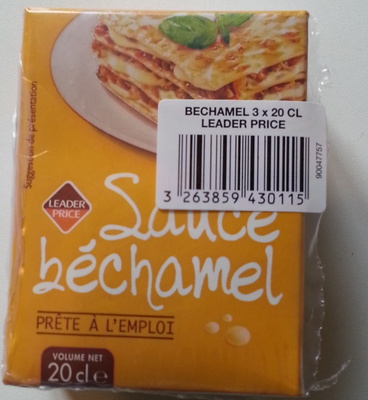 Suggestion de présentation
BECHAMEL 3 x 20 CL
LEADER PRICE
3 263859 430115
90047757
LEADER
PRICE
Sauce
béchamel
PRÊTE À L'EMPLOI
VOLUME NET
20 cl e